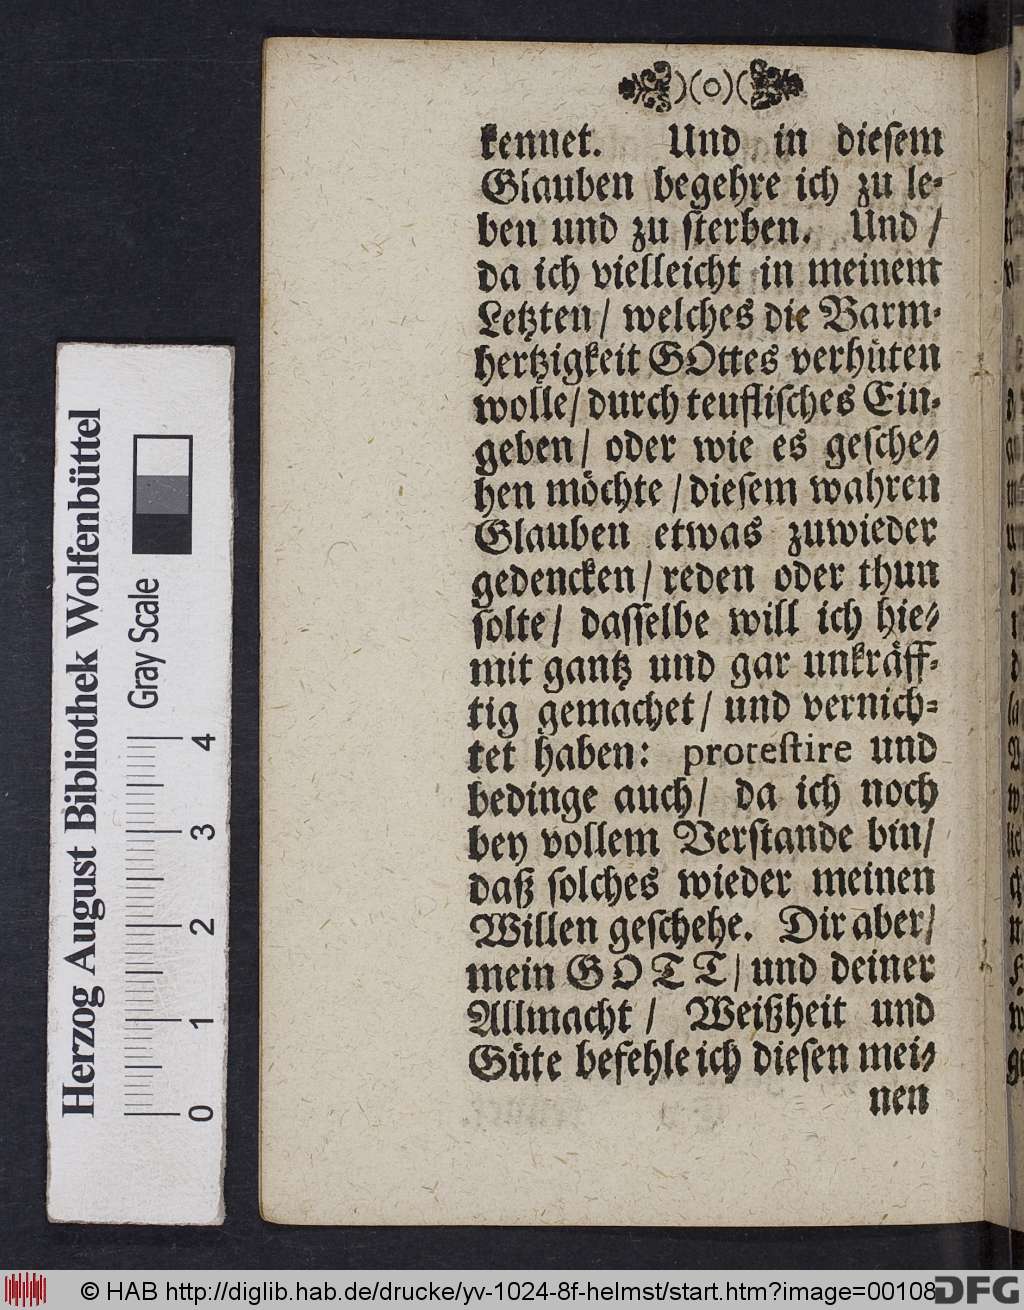 )(o)(
kennet. Und in dieſem
Glauben begehre ich zu le-
ben und zu ſterben. Und /
da ich vielleicht in meinem
Letzten / welches die Barm-
hertzigkeit GOttes verhüten
wolle / durch teufliſches Ein-
geben / oder wie es geſche-
hen möchte / dieſem wahren
Glauben etwas zuwieder
gedencken / reden oder thun
ſolte / daſſelbe will ich hie-
mit gantz und gar unkräff-
tig gemachet / und vernich-
tet haben: proteſtire und
bedinge auch / da ich noch
bey vollem Verſtande bin /
daß ſolches wieder meinen
Willen geſchehe. Dir aber /
mein GOTT / und deiner
Allmacht / Weißheit und
Güte befehle ich dieſen mei-
nen
Herzog August Bibliothek Wolfenbüttel
Gray Scale
0 1 2 3 4
© HAB http://diglib.hab.de/drucke/yv-1024-8f-helmst/start.htm?image=00108
DFG